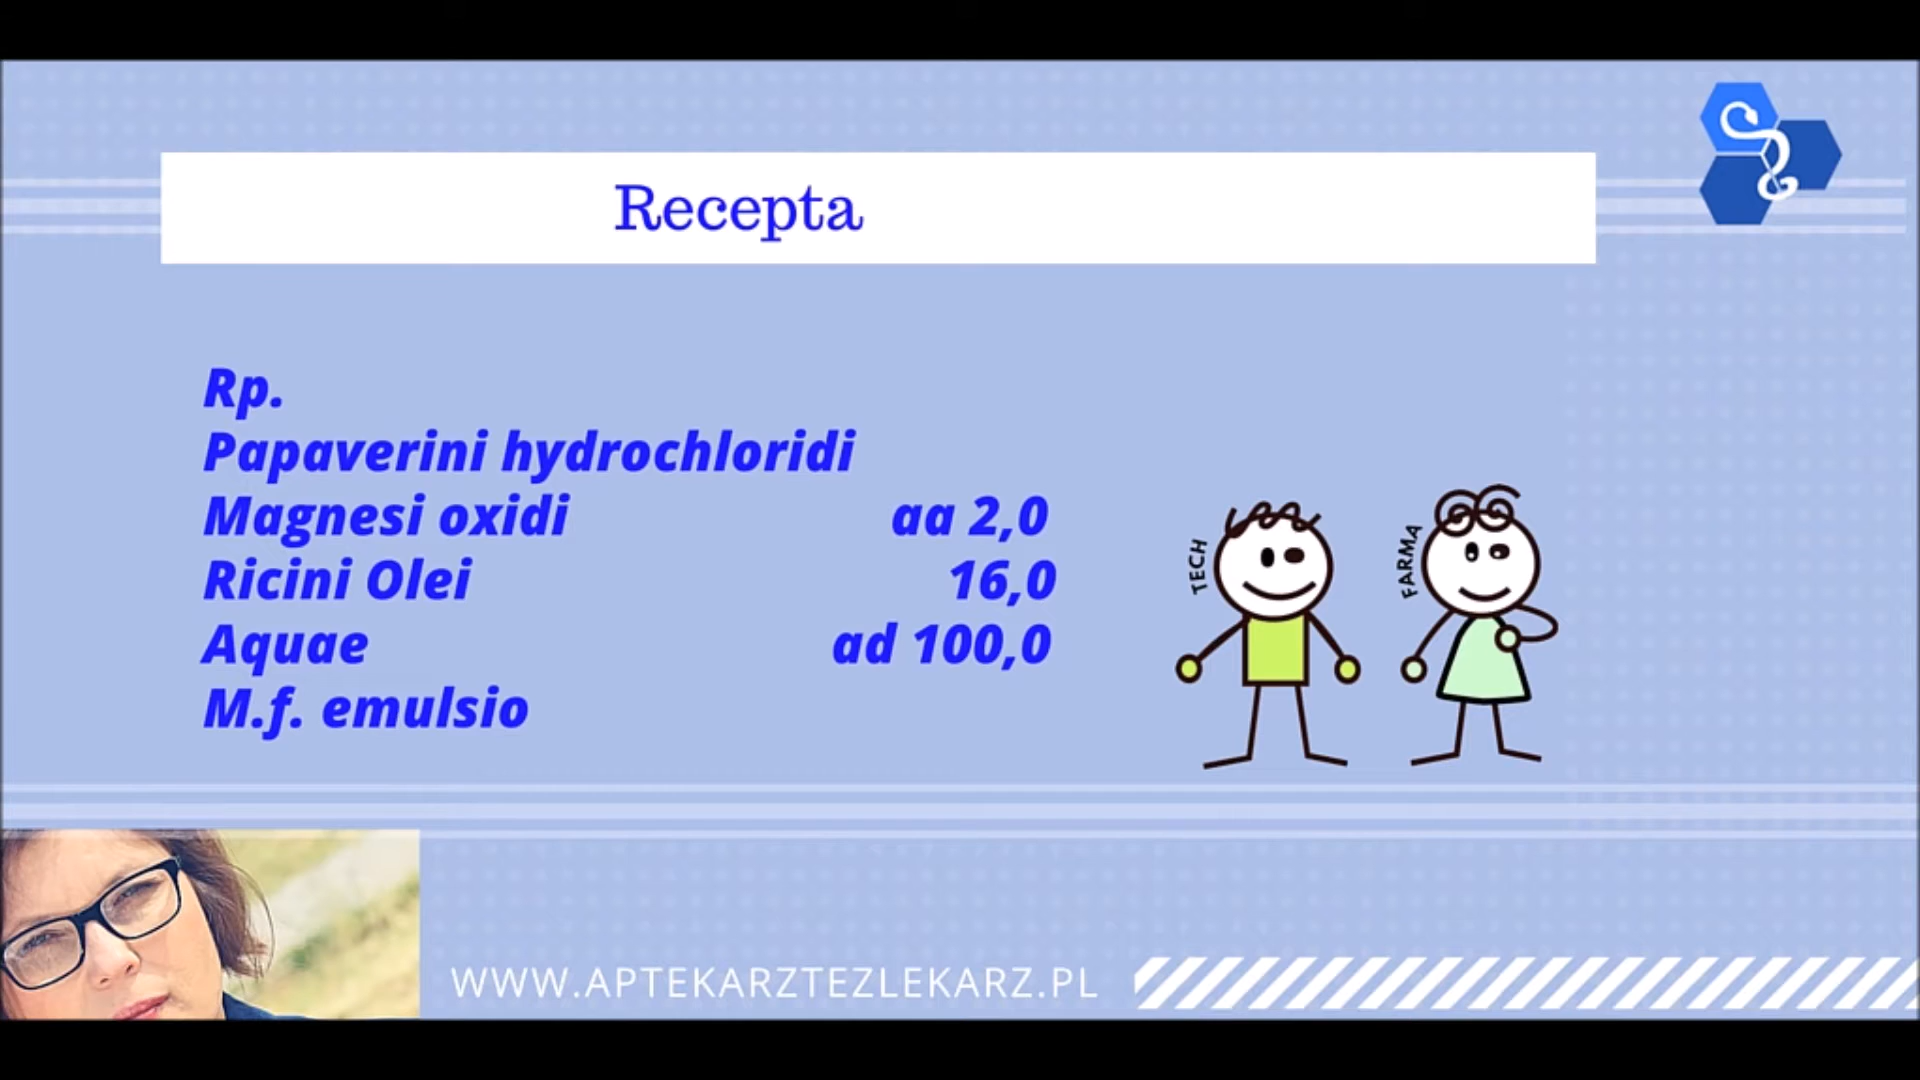 Recepta
Rp.
Papaverini hydrochloridi
Magnesi oxidi aa 2,0
Ricini Olei 16,0
Aquae ad 100,0
M.f. emulsio
TECH
FARMA
WWW.APTEKARZTEZLEKARZ.PL